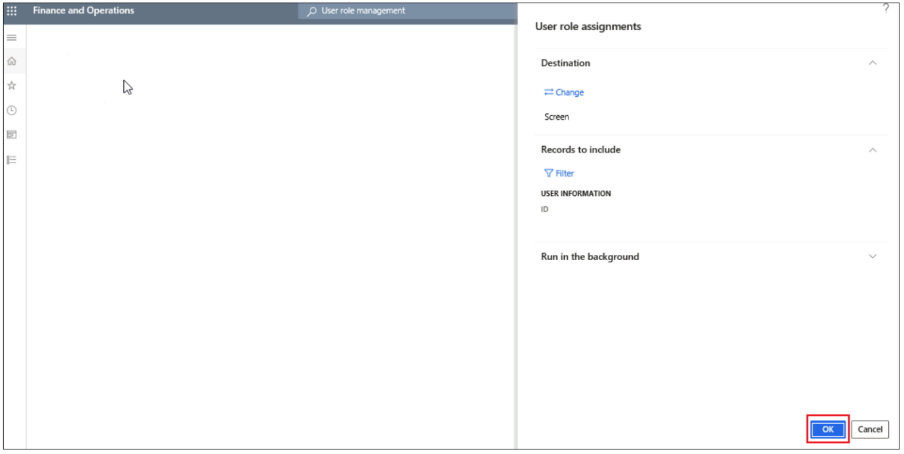 Finance and Operations
User role management
?
User role assignments
Destination
Change
Screen
Records to include
Filter
USER INFORMATION
ID
Run in the background
OK
Cancel